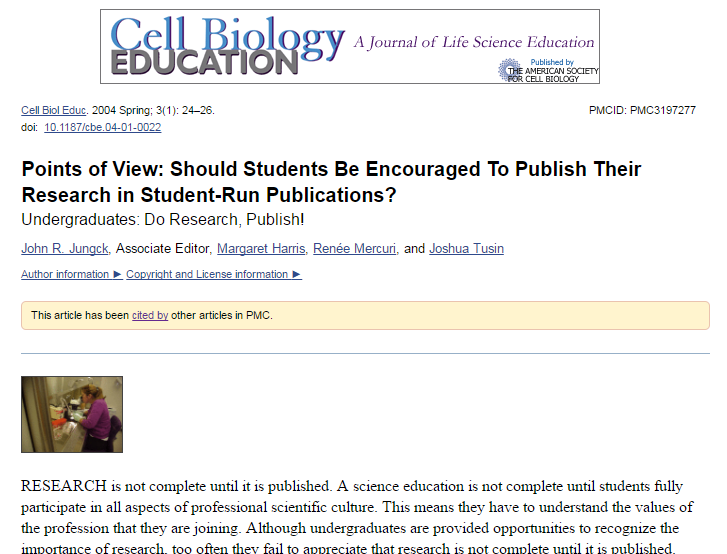 Cell Biology
EDUCATION
A Journal of Life Science Education
Published by
THE AMERICAN SOCIETY
FOR CELL BIOLOGY
Cell Biol Educ. 2004 Spring; 3(1): 24–26.
PMCID: PMC3197277
doi: 10.1187/cbe.04-01-0022
Points of View: Should Students Be Encouraged To Publish Their
Research in Student-Run Publications?
Undergraduates: Do Research, Publish!
John R. Jungck, Associate Editor, Margaret Harris, Renée Mercuri, and Joshua Tusin
Author information ► Copyright and License information ►
This article has been cited by other articles in PMC.
RESEARCH is not complete until it is published. A science education is not complete until students fully
participate in all aspects of professional scientific culture. This means they have to understand the values of
the profession that they are joining. Although undergraduates are provided opportunities to recognize the
importance of research, too often they fail to appreciate that research is not complete until it is published.